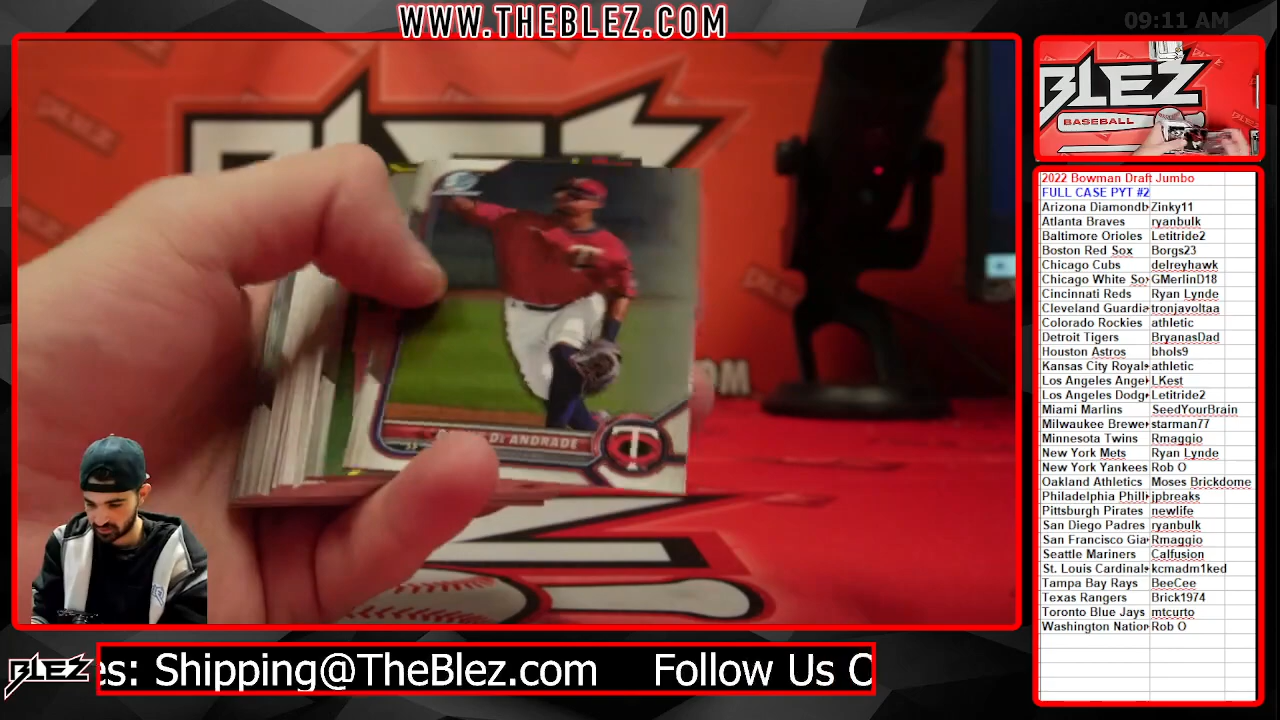 WWW.THEBLEZ.COM
09:11 AM
BLEZ
BASEBALL
DE ANDRADE
2022 Bowman Draft Jumbo
FULL CASE PYT #2
Arizona Diamondb Zinky11
Atlanta Braves ryanbulk
Baltimore Orioles Letitride2
Boston Red Sox Borgs23
Chicago Cubs delreyhawk
Chicago White So GMerlinD18
Cincinnati Reds Ryan Lynde
Cleveland Guardia tronjavoltaa
Colorado Rockies athletic
Detroit Tigers BryanasDad
Houston Astros bhols9
Kansas City Royals athletic
Los Angeles Ange LKest
Los Angeles Dodg Letitride2
Miami Marlins SeedYourBrain
Milwaukee Brewe starman77
Minnesota Twins Rmaggio
New York Mets Ryan Lynde
New York Yankees Rob O
Oakland Athletics Moses Brickdome
Philadelphia Philli jpbreaks
Pittsburgh Pirates newlife
San Diego Padres ryanbulk
San Francisco Gia Rmaggio
Seattle Mariners Calfusion
St. Louis Cardinals kcmadm1ked
Tampa Bay Rays BeeCee
Texas Rangers Brick1974
Toronto Blue Jays mtcurto
Washington Nation Rob O
BLEZ
es: Shipping@TheBlez.com Follow Us O